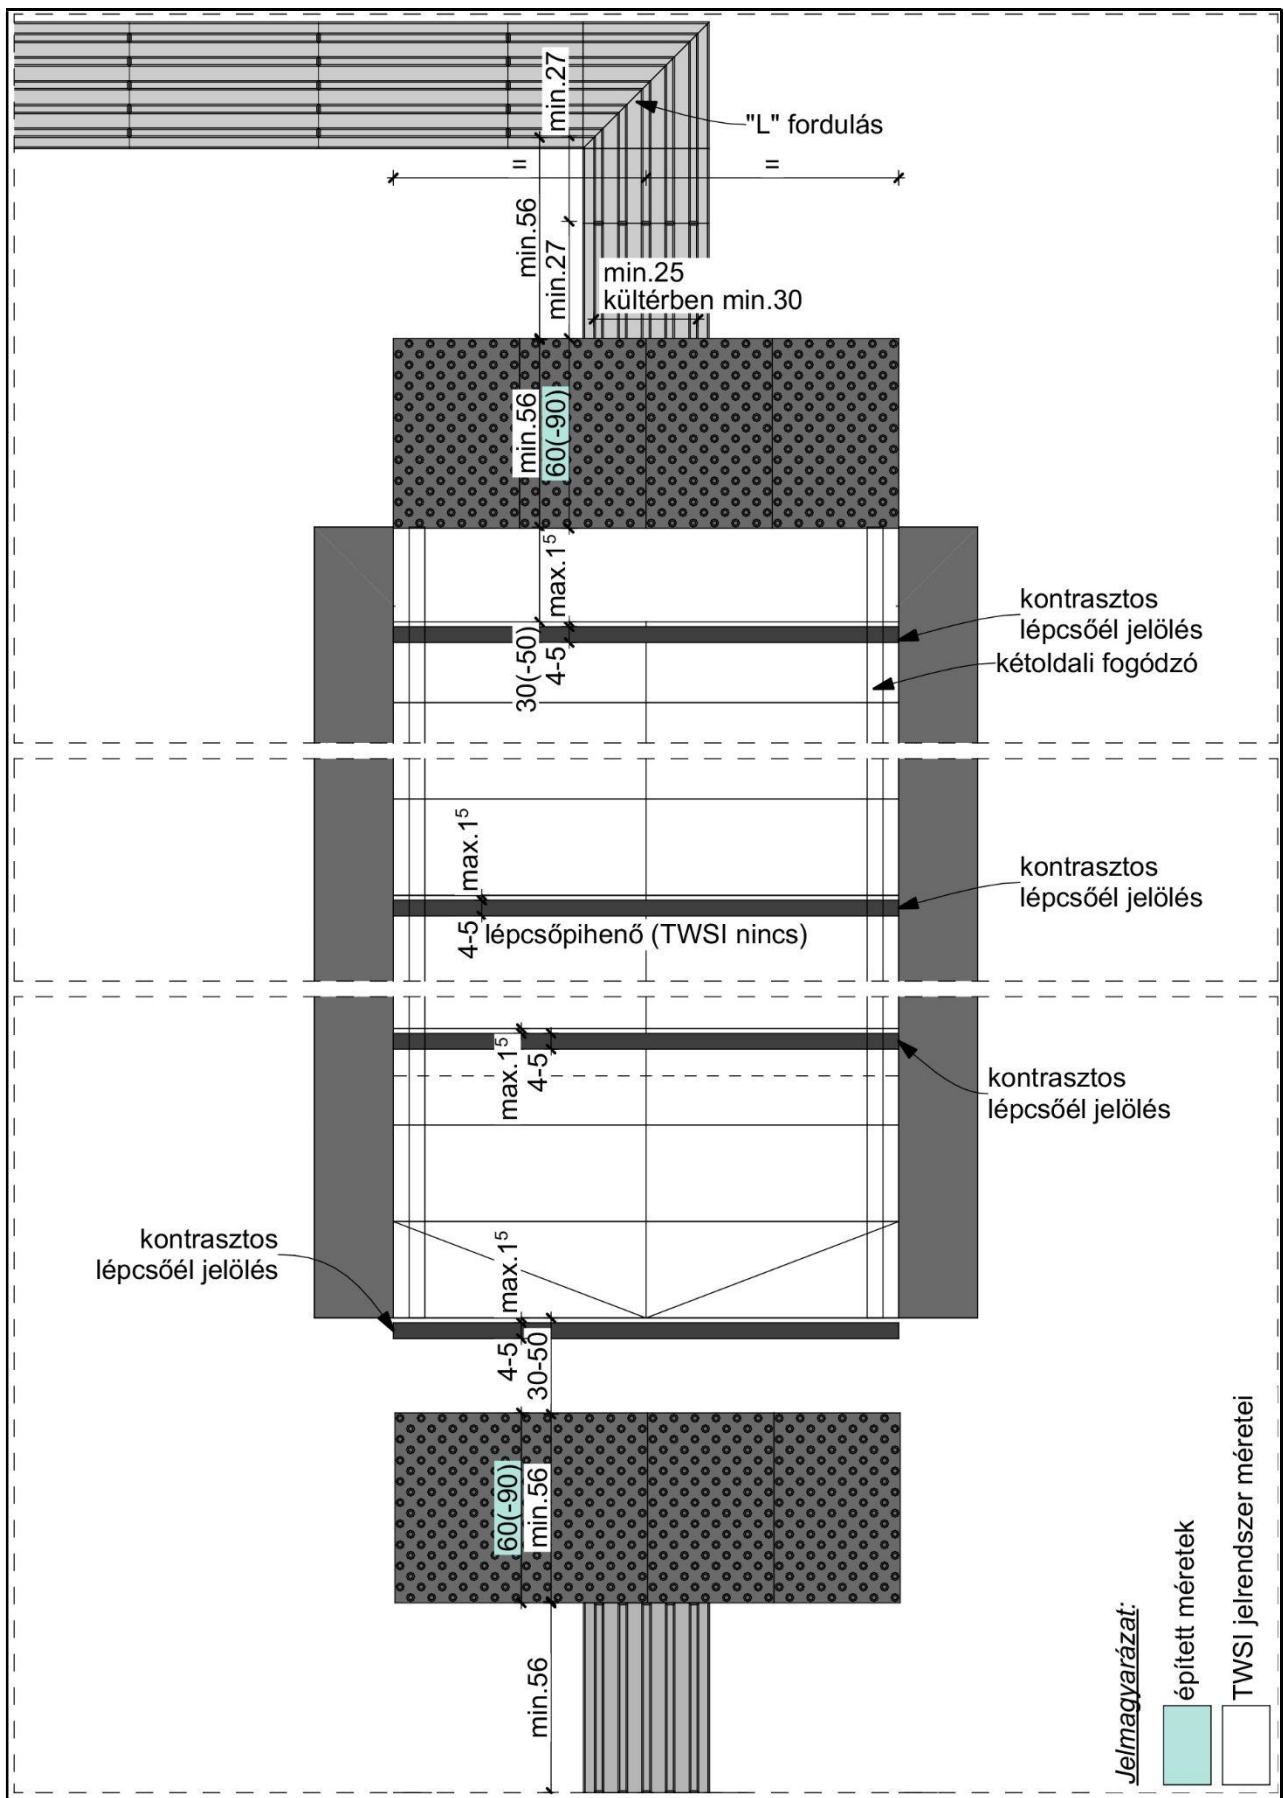 min.27
"L" fordulás
=
=
min.56
min.27
min.25
kültérben min.30
min.56
60(-90)
max.1⁵
30(-50)
4-5
kontrasztos
lépcsőél jelölés
kétoldali fogódzó
max.1⁵
4-5
kontrasztos
lépcsőél jelölés
lépcsőpihenő (TWSI nincs)
max.1⁵
4-5
kontrasztos
lépcsőél jelölés
kontrasztos
lépcsőél jelölés
max.1⁵
4-5
30-50
60(-90)
min.56
min.56
Jelmagyarázat:
épített méretek
TWSI jelrendszer méretei